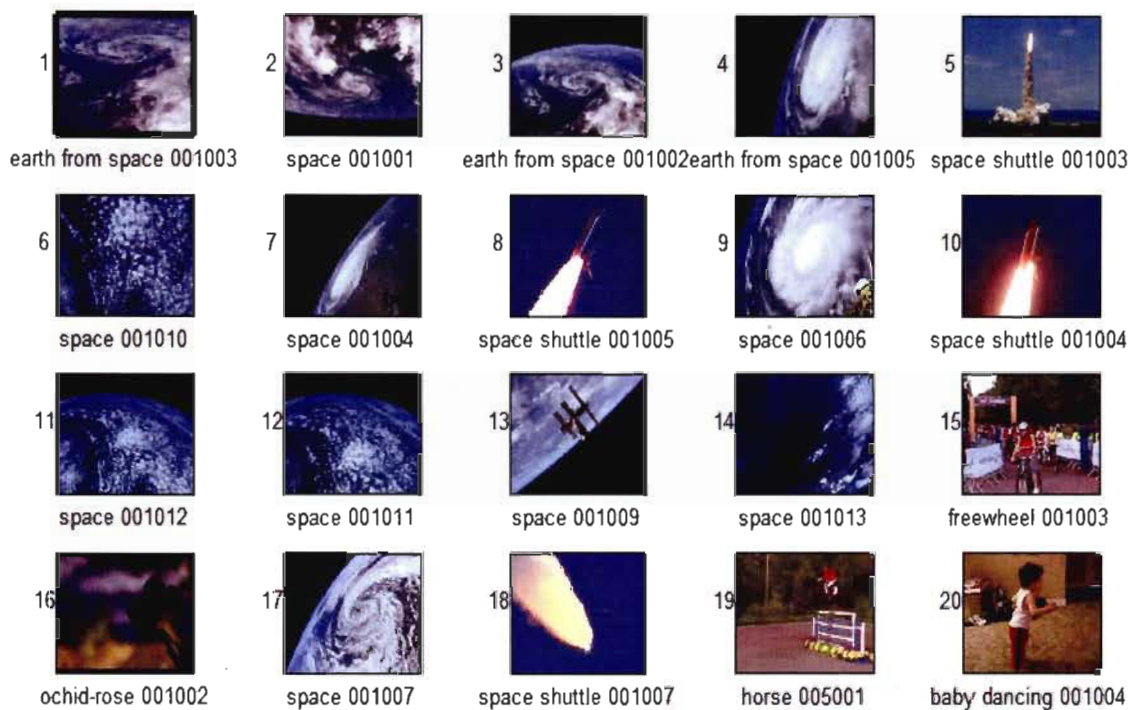 1 2 3 4 5
earth from space 001003 space 001001 earth from space 001002 earth from space 001005 space shuttle 001003
6 7 8 9 10
space 001010 space 001004 space shuttle 001005 space 001006 space shuttle 001004
11 12 13 14 15
space 001012 space 001011 space 001009 space 001013 freewheel 001003
16 17 18 19 20
ochid-rose 001002 space 001007 space shuttle 001007 horse 005001 baby dancing 001004